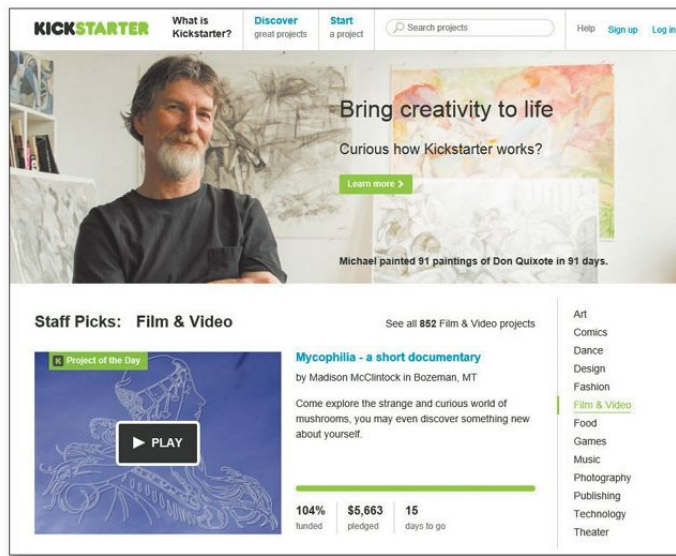 KICKSTARTER
What is
Kickstarter?
Discover
great projects
Start
a project
Search projects
Help
Sign up
Log in
Bring creativity to life
Curious how Kickstarter works?
Learn more
Michael painted 91 paintings of Don Quixote in 91 days.
Staff Picks: Film & Video
See all 852 Film & Video projects
K Project of the Day
PLAY
Mycophilia - a short documentary
by Madison McClintock in Bozeman, MT
Come explore the strange and curious world of
mushrooms, you may even discover something new
about yourself.
104%
funded
$5,663
pledged
15
days to go
Art
Comics
Dance
Design
Fashion
Film & Video
Food
Games
Music
Photography
Publishing
Technology
Theater